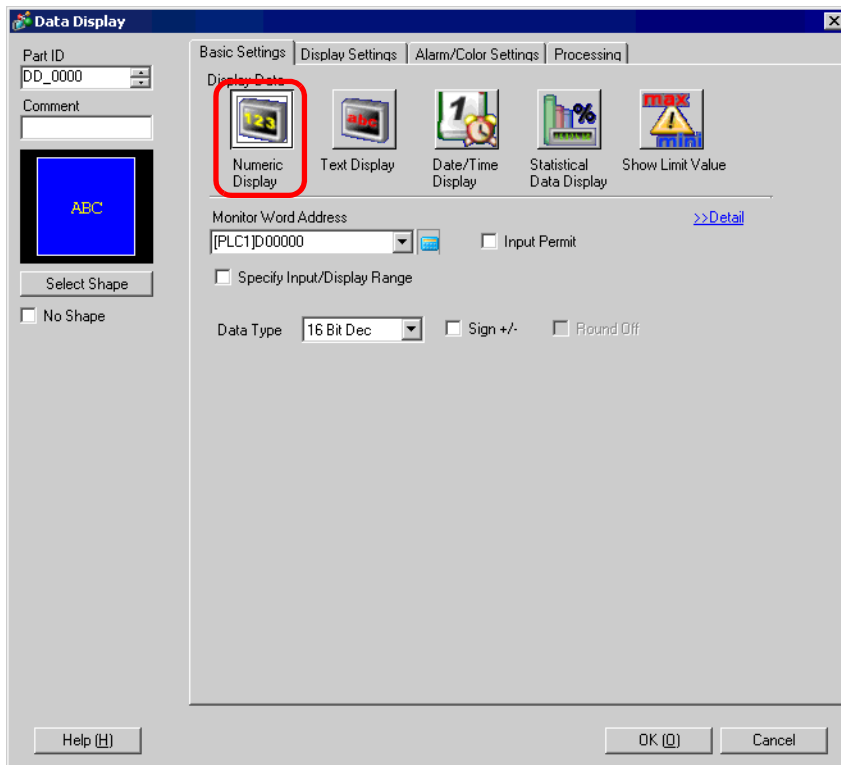 Data Display
Part ID
DD_0000
Comment
ABC
Select Shape
No Shape
Basic Settings
Display Settings
Alarm/Color Settings
Processing
Display Data
123
abc
1
%
max
mini
Numeric
Display
Text Display
Date/Time
Display
Statistical
Data Display
Show Limit Value
Monitor Word Address
>>Detail
[PLC1]D00000
Input Permit
Specify Input/Display Range
Data Type
16 Bit Dec
Sign +/-
Round Off
Help (H)
OK (O)
Cancel